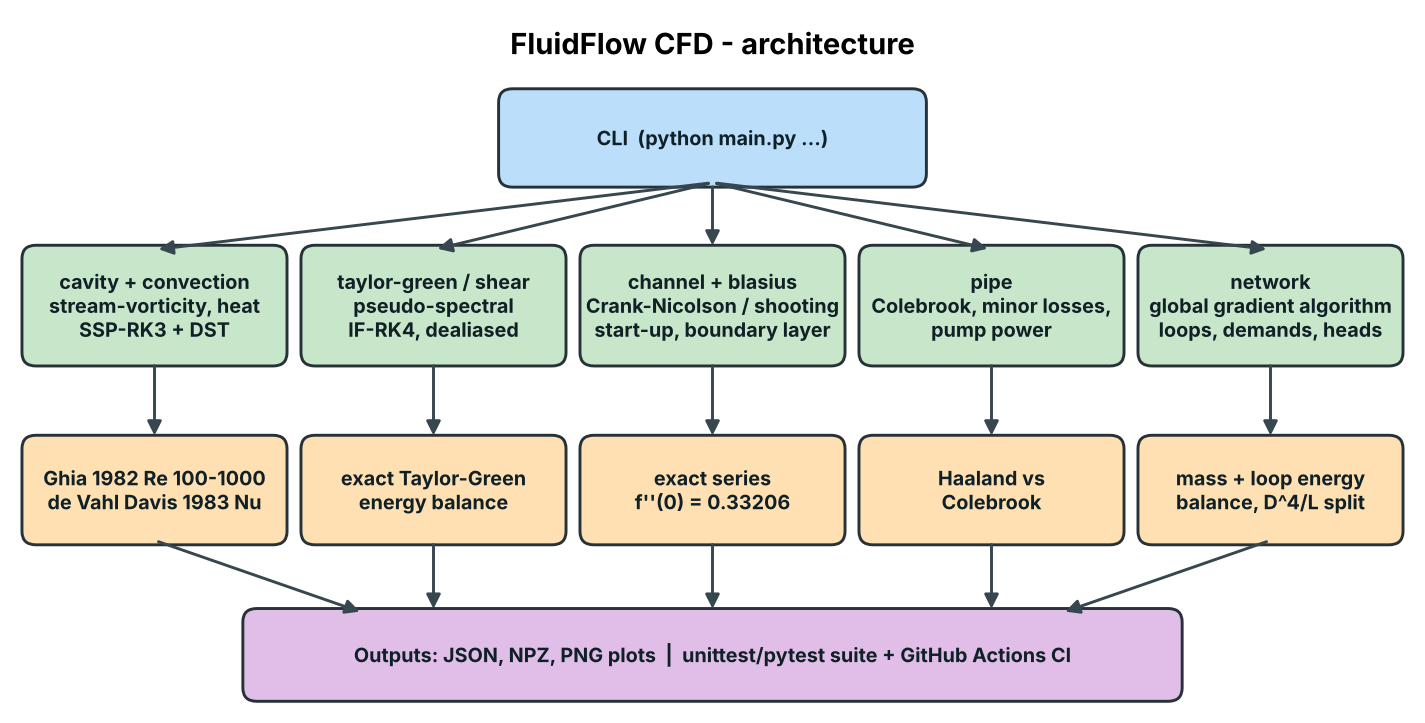 FluidFlow CFD - architecture
CLI  (python main.py ...)
cavity + convection
stream-vorticity, heat
SSP-RK3 + DST
taylor-green / shear
pseudo-spectral
IF-RK4, dealiased
channel + blasius
Crank-Nicolson / shooting
start-up, boundary layer
pipe
Colebrook, minor losses,
pump power
network
global gradient algorithm
loops, demands, heads
Ghia 1982 Re 100-1000
de Vahl Davis 1983 Nu
exact Taylor-Green
energy balance
exact series
f''(0) = 0.33206
Haaland vs
Colebrook
mass + loop energy
balance, D^4/L split
Outputs: JSON, NPZ, PNG plots  |  unittest/pytest suite + GitHub Actions CI